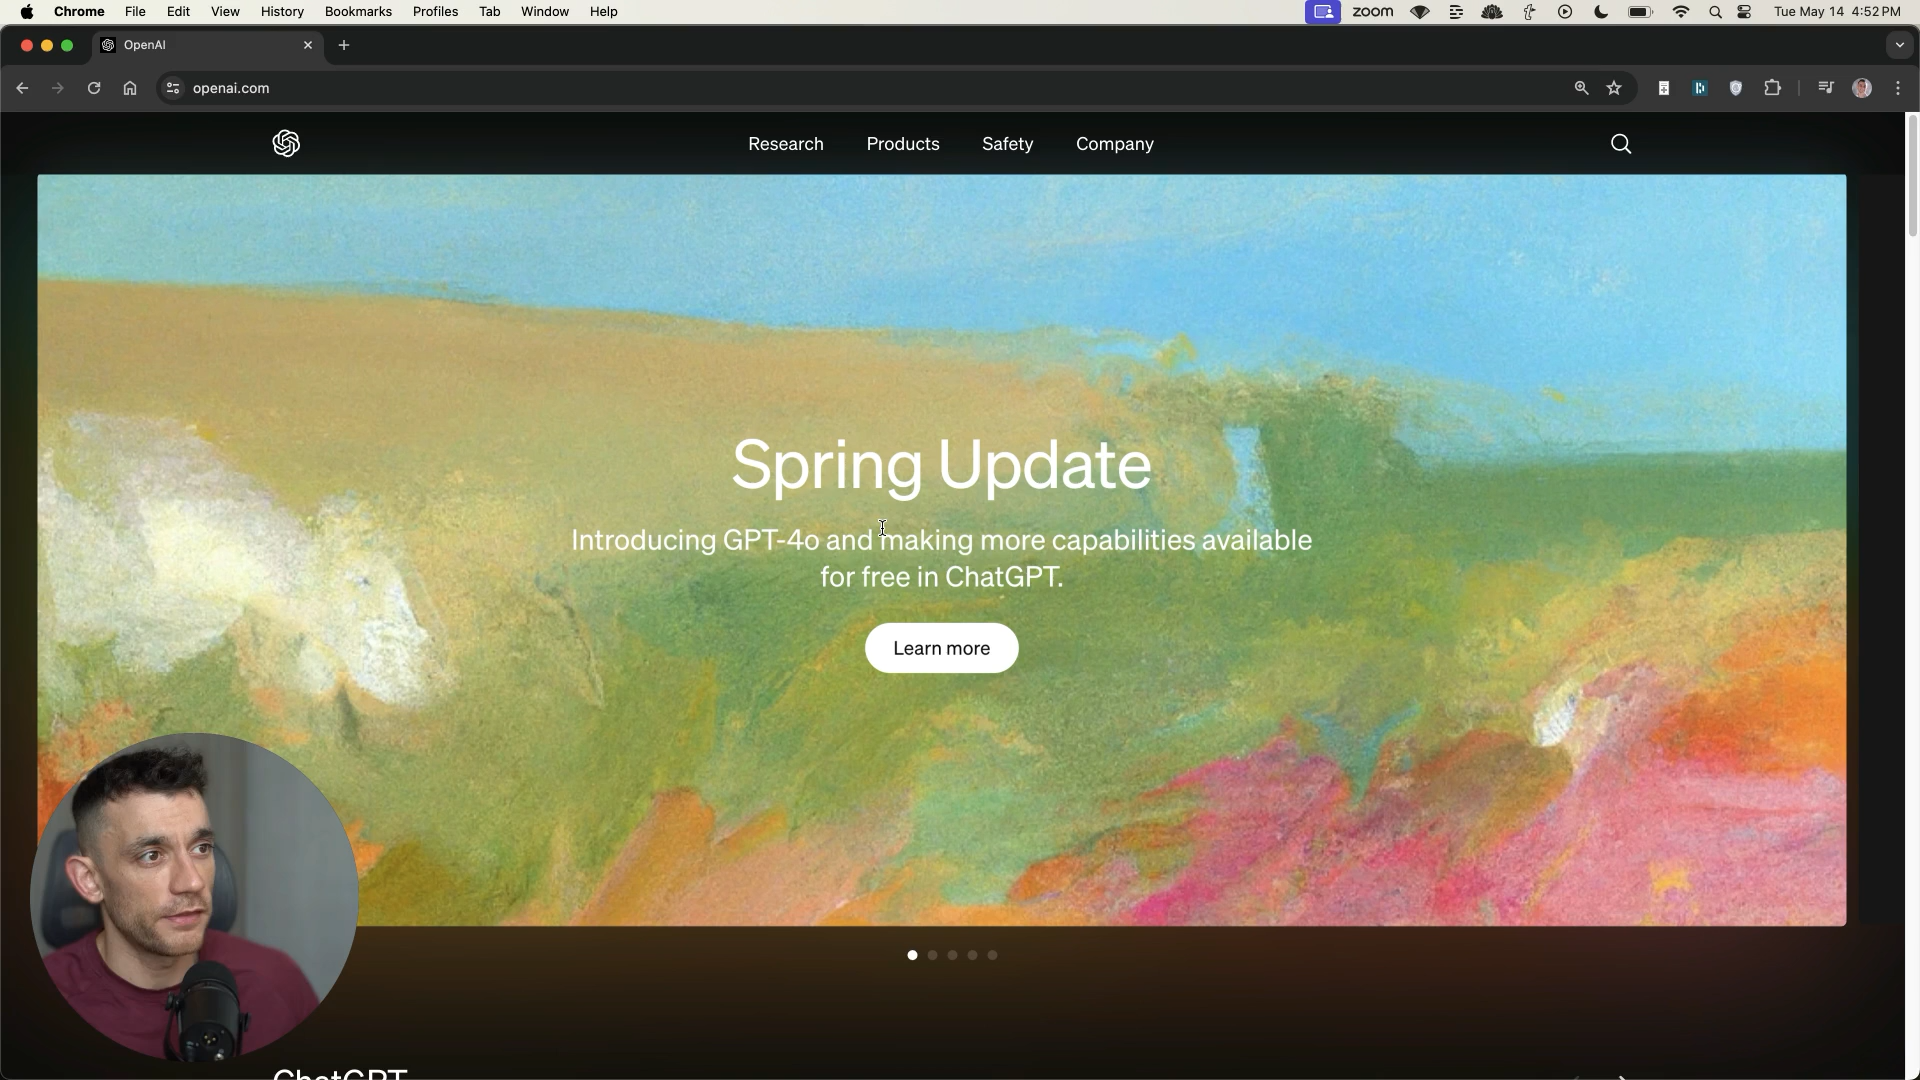 Chrome File Edit View History Bookmarks Profiles Tab Window Help zoom Tue May 14 4:52 PM
OpenAI
openai.com
Research Products Safety Company
Spring Update
Introducing GPT-4o and making more capabilities available
for free in ChatGPT.
Learn more
ChatGPT